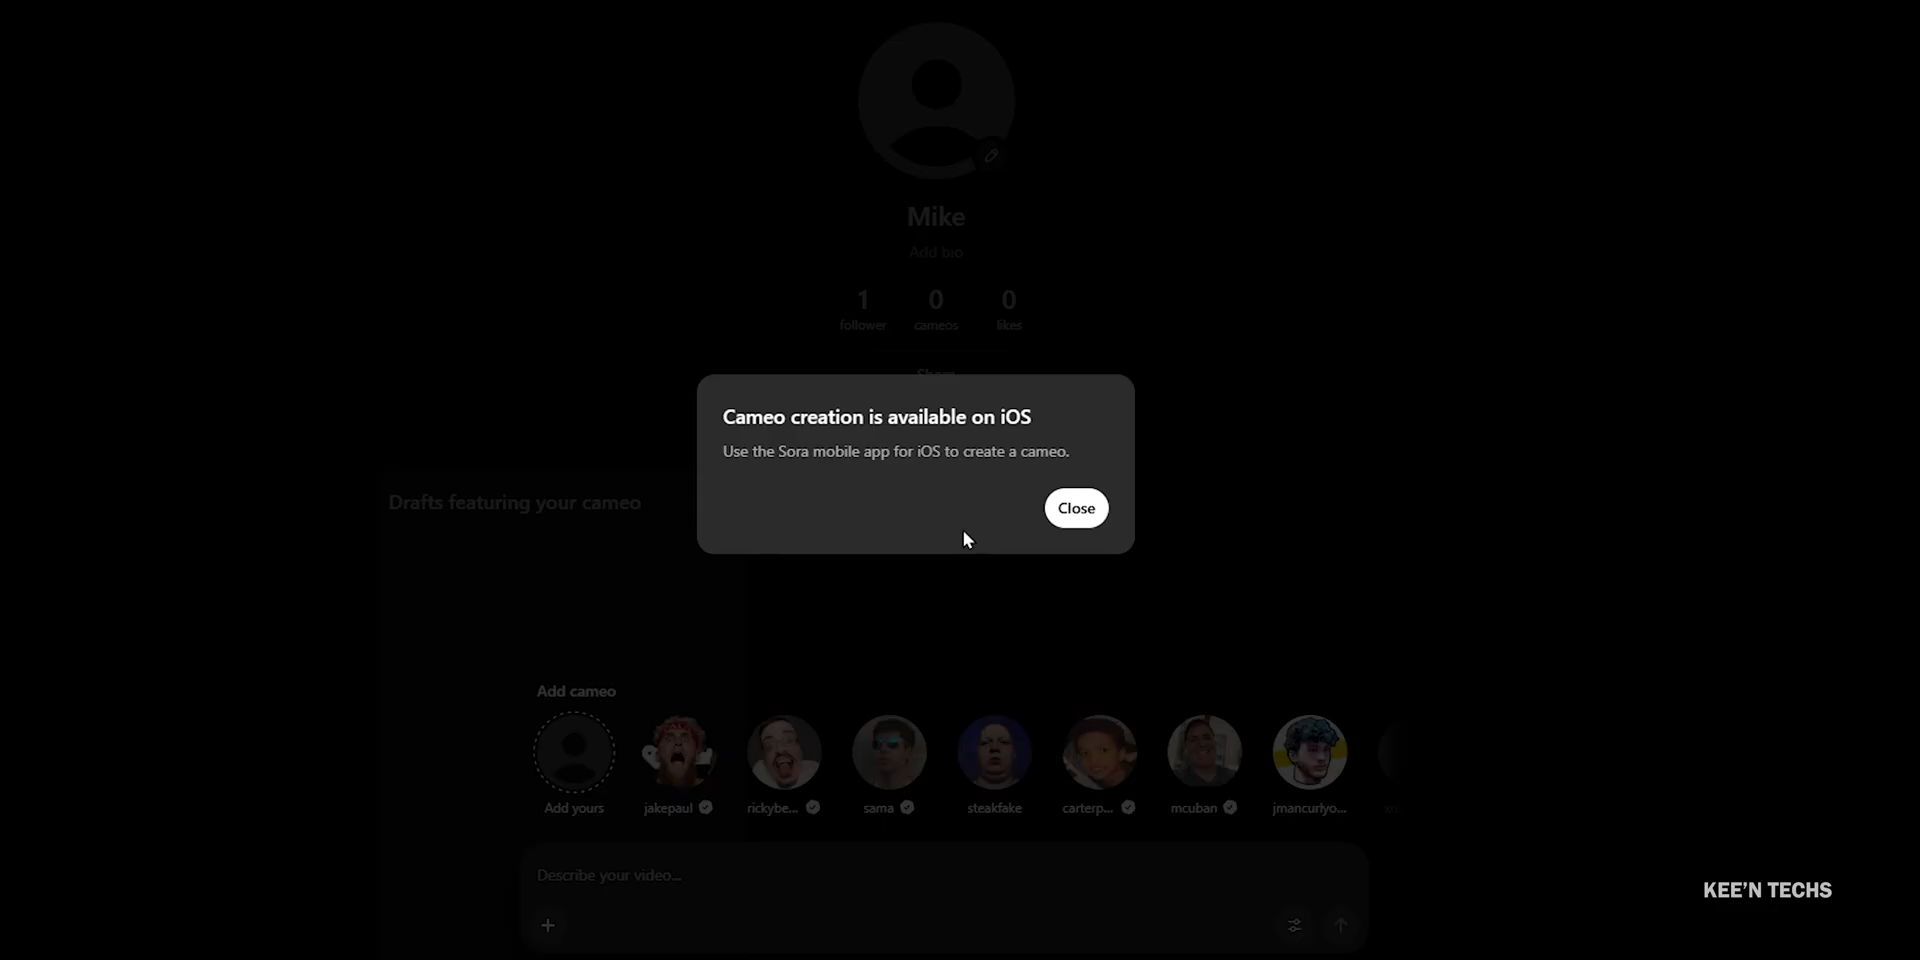 Mike
Add bio
1 0 0
follower cameos likes
Share
Cameo creation is available on iOS
Use the Sora mobile app for iOS to create a cameo.
Close
Drafts featuring your cameo
Add cameo
Add yours jakepaul rickybe... sama steakfake carterp... mcuban jmancurlyo...
Describe your video...
KEE'N TECHS